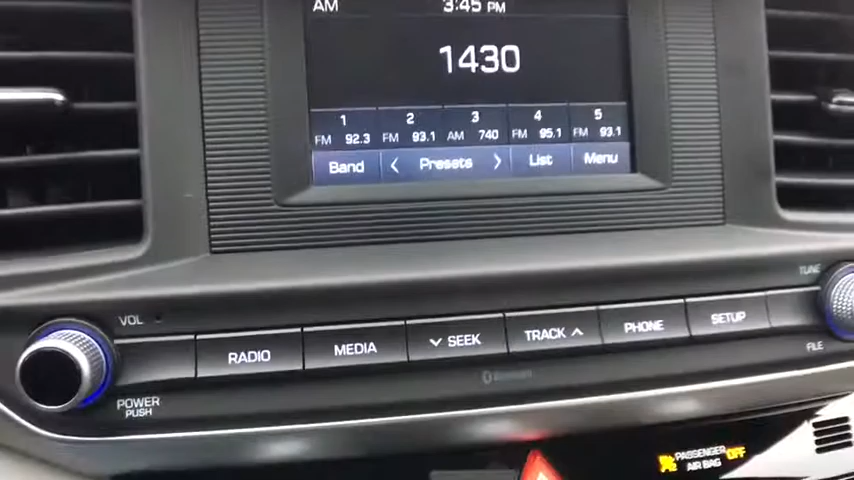 AM 3:45 PM
1430
1 2 3 4 5
FM 92.3 FM 93.1 AM 740 FM 95.1 FM 93.1
Band Presets List Menu
TUNE
VOL
RADIO MEDIA SEEK TRACK PHONE SETUP
FILE
POWER
PUSH
PASSENGER
AIR BAG OFF